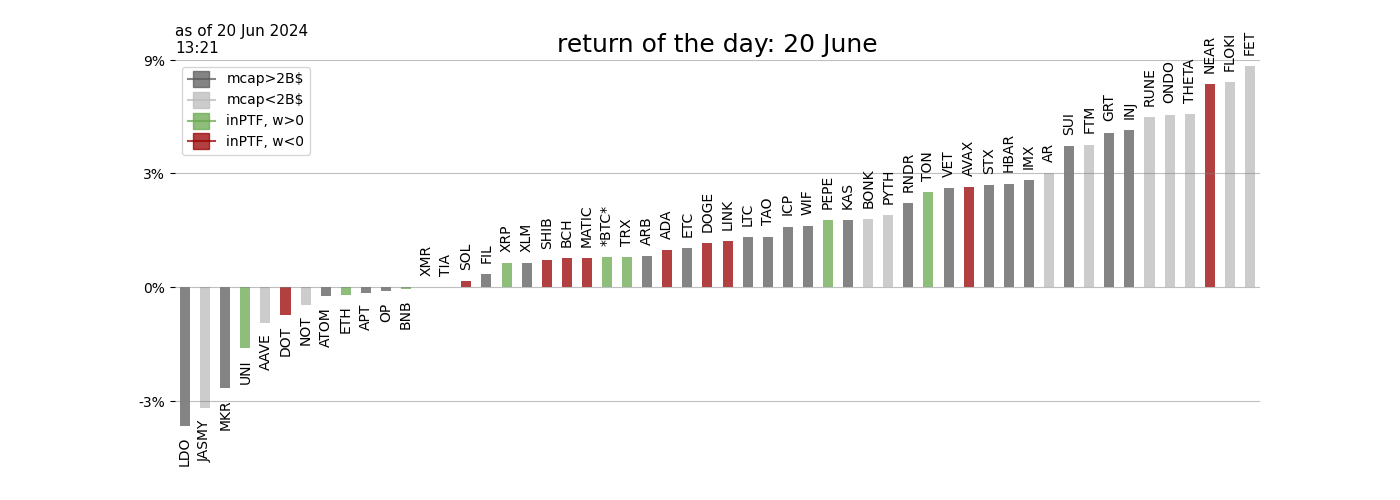 as of 20 Jun 2024
13:21
return of the day: 20 June
mcap>2B$
mcap<2B$
inPTF, w>0
inPTF, w<0
9%
3%
0%
-3%
LDO
JASMY
MKR
UNI
AAVE
DOT
NOT
ATOM
ETH
APT
OP
BNB
XMR
TIA
SOL
FIL
XRP
XLM
SHIB
BCH
MATIC
*BTC*
TRX
ARB
ADA
ETC
DOGE
LINK
LTC
TAO
ICP
WIF
PEPE
KAS
BONK
PYTH
RNDR
TON
VET
AVAX
STX
HBAR
IMX
AR
SUI
FTM
GRT
INJ
RUNE
ONDO
THETA
NEAR
FLOKI
FET